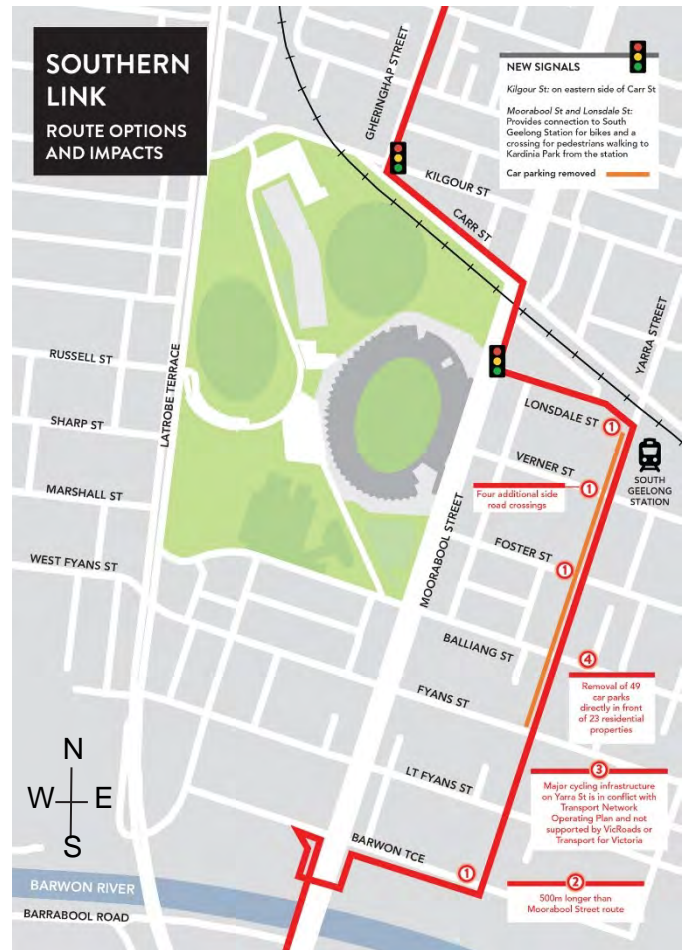 SOUTHERN
LINK
ROUTE OPTIONS
AND IMPACTS
GHERINGHAP STREET
NEW SIGNALS
Kilgour St: on eastern side of Carr St
Moorabool St and Lonsdale St:
Provides connection to South
Geelong Station for bikes and a
crossing for pedestrians walking to
Kardinia Park from the station
Car parking removed
KILGOUR ST
CARR ST
YARRA STREET
RUSSELL ST
LATROBE TERRACE
SHARP ST
MARSHALL ST
WEST FYANS ST
LONSDALE ST
1
VERNER ST
1
SOUTH
GEELONG
STATION
Four additional side
road crossings
MOORABOOL STREET
FOSTER ST
1
BALLIANG ST
4
Removal of 49
car parks
directly in front
of 23 residential
properties
FYANS ST
LT FYANS ST
3
Major cycling infrastructure
on Yarra St is in conflict with
Transport Network
Operating Plan and not
supported by VicRoads or
Transport for Victoria
N
W E
S
BARWON TCE
1
2
500m longer than
Moorabool Street route
BARWON RIVER
BARRABOOL ROAD